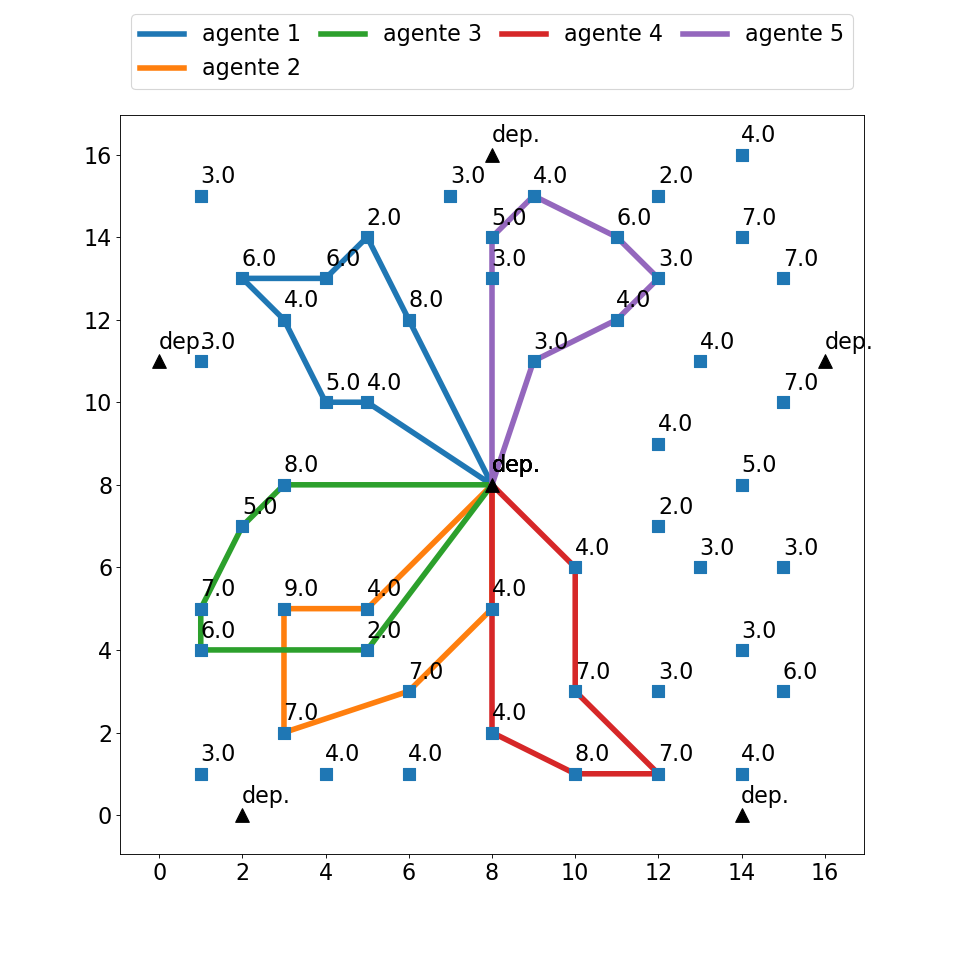 agente 1 agente 3 agente 4 agente 5
agente 2
dep. 4.0
16
3.0 3.0 4.0 2.0
2.0 5.0 6.0 7.0
14
6.0 6.0 3.0 3.0 7.0
4.0 8.0 4.0
12
dep. 3.0 3.0 4.0 dep.
5.0 4.0 7.0
10
4.0
8.0 dep. 5.0
8
5.0 2.0
4.0 3.0 3.0
6
7.0 9.0 4.0 4.0
6.0 2.0 3.0
4
7.0 7.0 3.0 6.0
7.0 4.0
2
3.0 4.0 4.0 8.0 7.0 4.0
dep. dep.
0
0 2 4 6 8 10 12 14 16